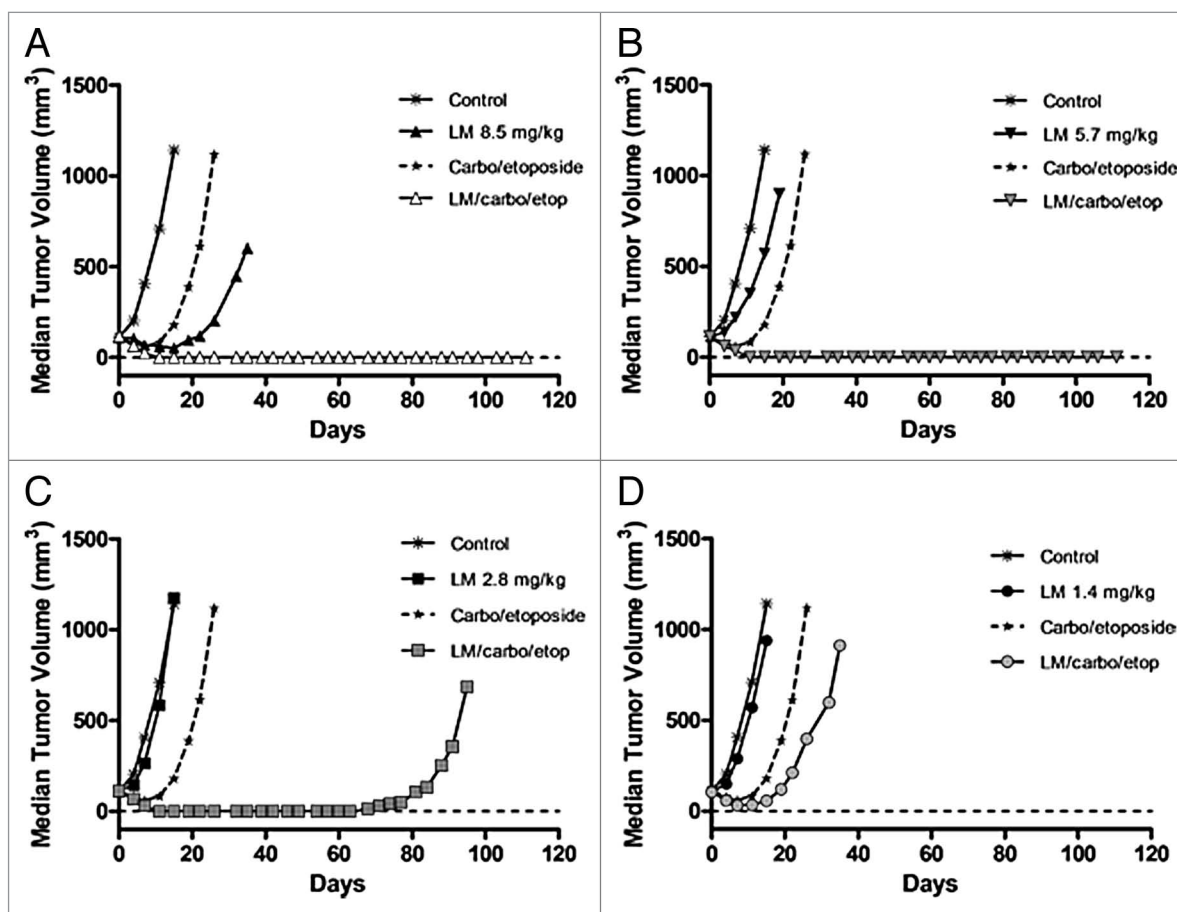 A
Median Tumor Volume (mm³)
1500
1000
500
0
Control
LM 8.5 mg/kg
Carbo/etoposide
LM/carbo/etop
0 20 40 60 80 100 120
Days
B
Median Tumor Volume (mm³)
1500
1000
500
0
Control
LM 5.7 mg/kg
Carbo/etoposide
LM/carbo/etop
0 20 40 60 80 100 120
Days
C
Median Tumor Volume (mm³)
1500
1000
500
0
Control
LM 2.8 mg/kg
Carbo/etoposide
LM/carbo/etop
0 20 40 60 80 100 120
Days
D
Median Tumor Volume (mm³)
1500
1000
500
0
Control
LM 1.4 mg/kg
Carbo/etoposide
LM/carbo/etop
0 20 40 60 80 100 120
Days